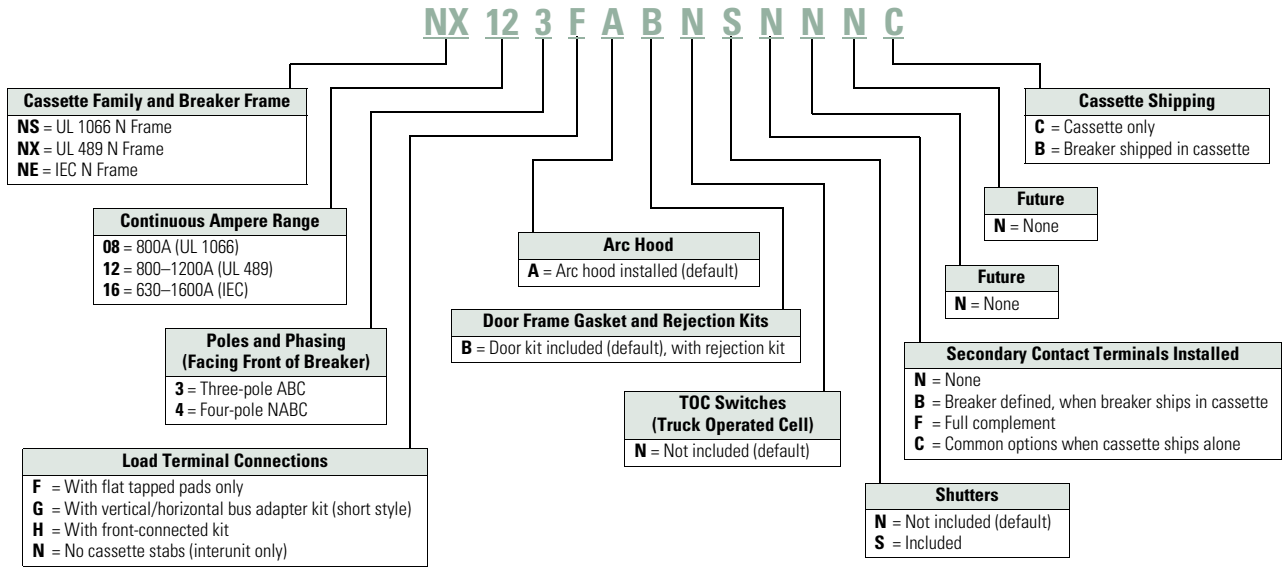 NX 12 3 F A B N S N N N C
Cassette Family and Breaker Frame
NS = UL 1066 N Frame
NX = UL 489 N Frame
NE = IEC N Frame
Continuous Ampere Range
08 = 800A (UL 1066)
12 = 800–1200A (UL 489)
16 = 630–1600A (IEC)
Poles and Phasing
(Facing Front of Breaker)
3 = Three-pole ABC
4 = Four-pole NABC
Load Terminal Connections
F = With flat tapped pads only
G = With vertical/horizontal bus adapter kit (short style)
H = With front-connected kit
N = No cassette stabs (interunit only)
Arc Hood
A = Arc hood installed (default)
Door Frame Gasket and Rejection Kits
B = Door kit included (default), with rejection kit
TOC Switches
(Truck Operated Cell)
N = Not included (default)
Shutters
N = Not included (default)
S = Included
Secondary Contact Terminals Installed
N = None
B = Breaker defined, when breaker ships in cassette
F = Full complement
C = Common options when cassette ships alone
Future
N = None
Future
N = None
Cassette Shipping
C = Cassette only
B = Breaker shipped in cassette